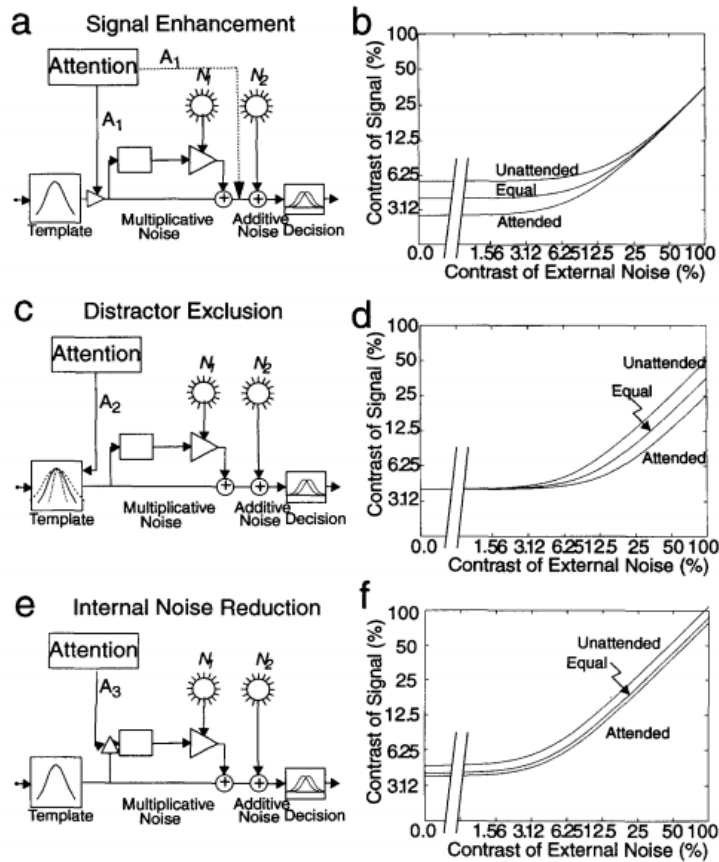 a
Signal Enhancement
Attention
A1
A1
N1
N2
Template
Multiplicative
Noise
Additive
Noise
Decision
b
Contrast of Signal (%)
100
50
25
12.5
6.25
3.12
Unattended
Equal
Attended
0.0 1.56 3.12 6.25 12.5 25 50 100
Contrast of External Noise (%)
c
Distractor Exclusion
Attention
A2
N1
N2
Template
Multiplicative
Noise
Additive
Noise
Decision
d
Contrast of Signal (%)
100
50
25
12.5
6.25
3.12
Unattended
Equal
Attended
0.0 1.56 3.12 6.25 12.5 25 50 100
Contrast of External Noise (%)
e
Internal Noise Reduction
Attention
A3
N1
N2
Template
Multiplicative
Noise
Additive
Noise
Decision
f
Contrast of Signal (%)
100
50
25
12.5
6.25
3.12
Unattended
Equal
Attended
0.0 1.56 3.12 6.25 12.5 25 50 100
Contrast of External Noise (%)